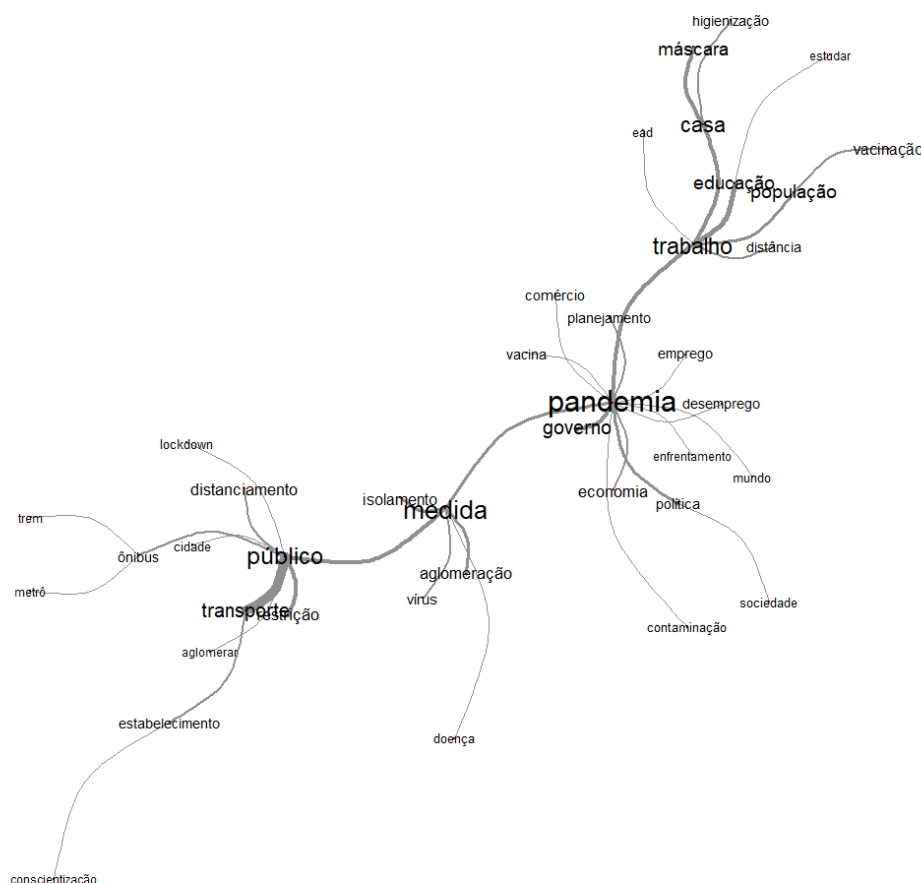 higienização
máscara
estudar
casa
ead
vacinação
educação
população
trabalho
distância
comércio
planejamento
vacina
emprego
pandemia
desemprego
governo
lockdown
enfrentamento
mundo
distanciamento
isolamento
economia
política
medida
trem
cidade
ônibus
público
aglomeração
metrô
vírus
sociedade
transporte
restrição
contaminação
aglomerar
estabelecimento
doença
conscientização